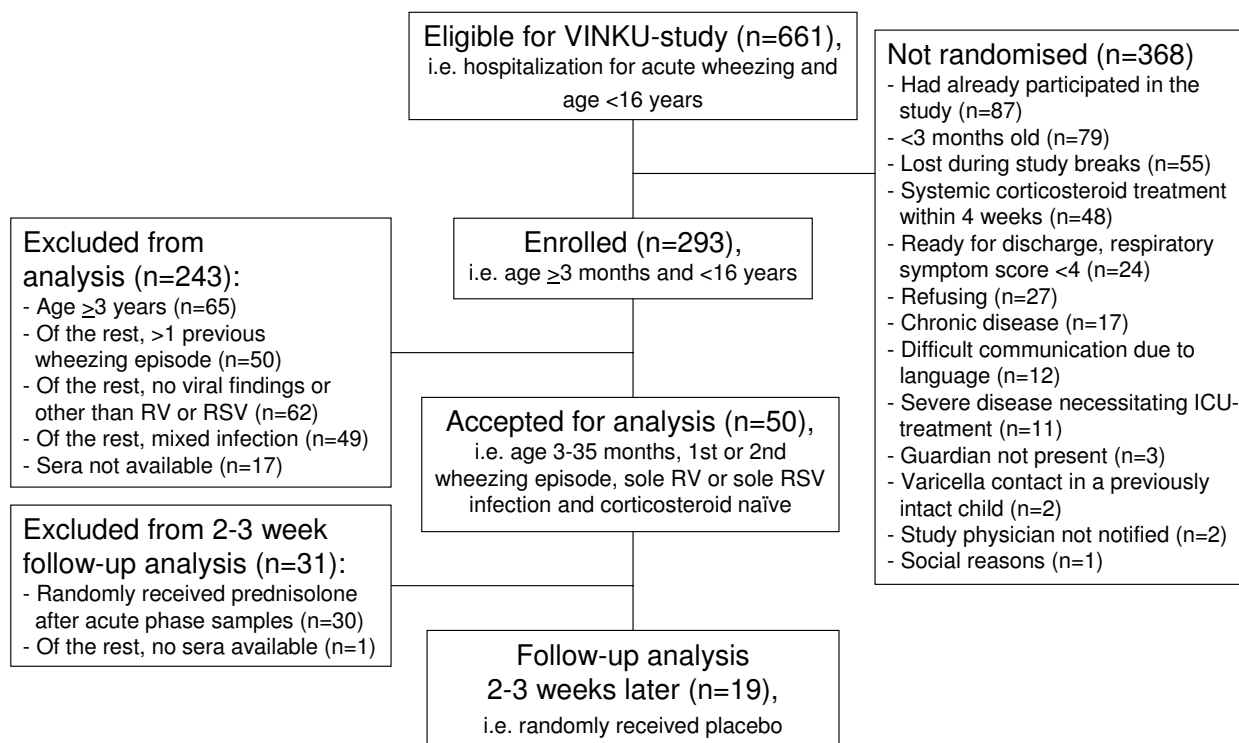 Eligible for VINKU-study (n=661),
i.e. hospitalization for acute wheezing and
age <16 years
Not randomised (n=368)
- Had already participated in the
study (n=87)
- <3 months old (n=79)
- Lost during study breaks (n=55)
- Systemic corticosteroid treatment
within 4 weeks (n=48)
- Ready for discharge, respiratory
symptom score <4 (n=24)
- Refusing (n=27)
- Chronic disease (n=17)
- Difficult communication due to
language (n=12)
- Severe disease necessitating ICU-
treatment (n=11)
- Guardian not present (n=3)
- Varicella contact in a previously
intact child (n=2)
- Study physician not notified (n=2)
- Social reasons (n=1)
Enrolled (n=293),
i.e. age ≥3 months and <16 years
Excluded from
analysis (n=243):
- Age ≥3 years (n=65)
- Of the rest, >1 previous
wheezing episode (n=50)
- Of the rest, no viral findings or
other than RV or RSV (n=62)
- Of the rest, mixed infection (n=49)
- Sera not available (n=17)
Accepted for analysis (n=50),
i.e. age 3-35 months, 1st or 2nd
wheezing episode, sole RV or sole RSV
infection and corticosteroid naïve
Excluded from 2-3 week
follow-up analysis (n=31):
- Randomly received prednisolone
after acute phase samples (n=30)
- Of the rest, no sera available (n=1)
Follow-up analysis
2-3 weeks later (n=19),
i.e. randomly received placebo